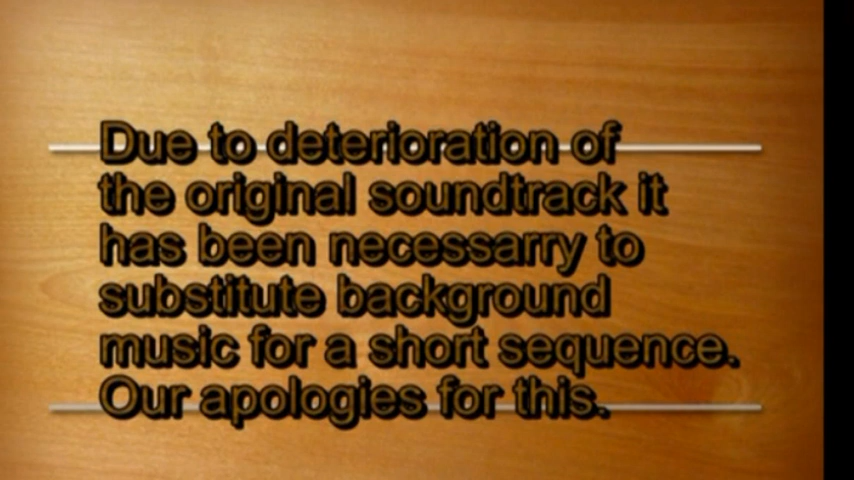 Due to deterioration of
the original soundtrack it
has been necessarry to
substitute background
music for a short sequence.
Our apologies for this.